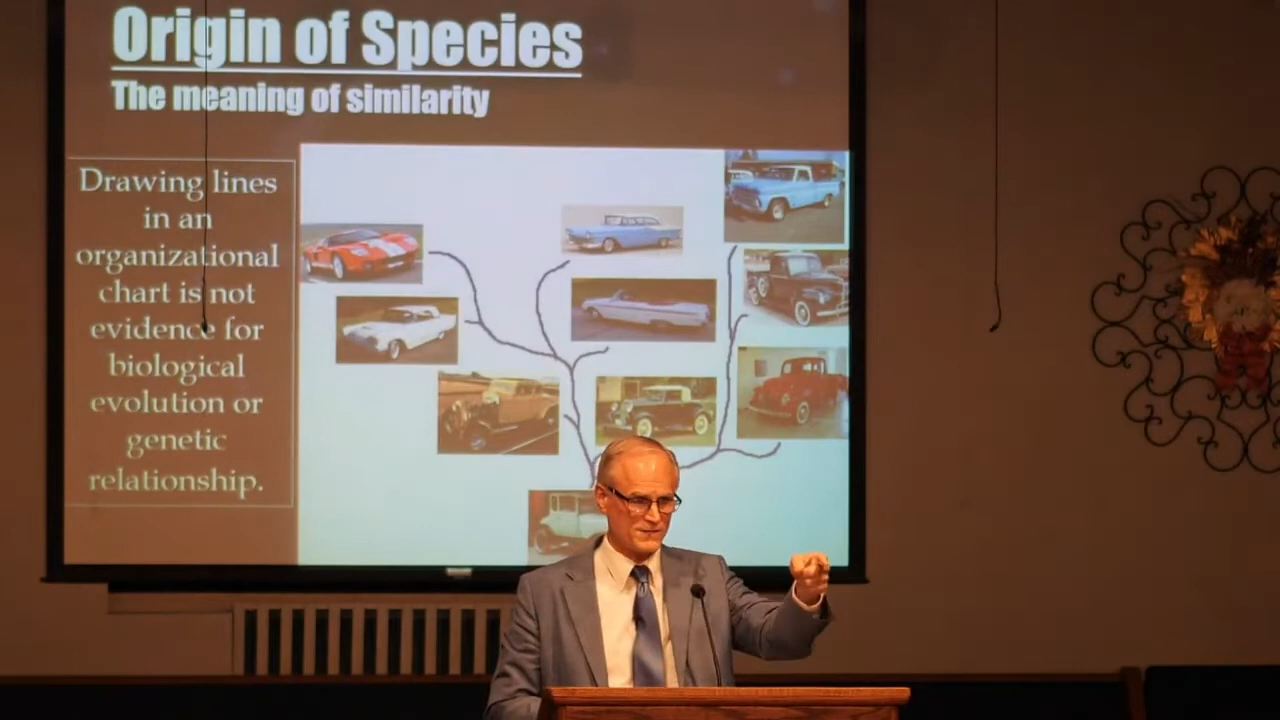 Origin of Species
The meaning of similarity
Drawing lines
in an
organizational
chart is not
evidence for
biological
evolution or
genetic
relationship.